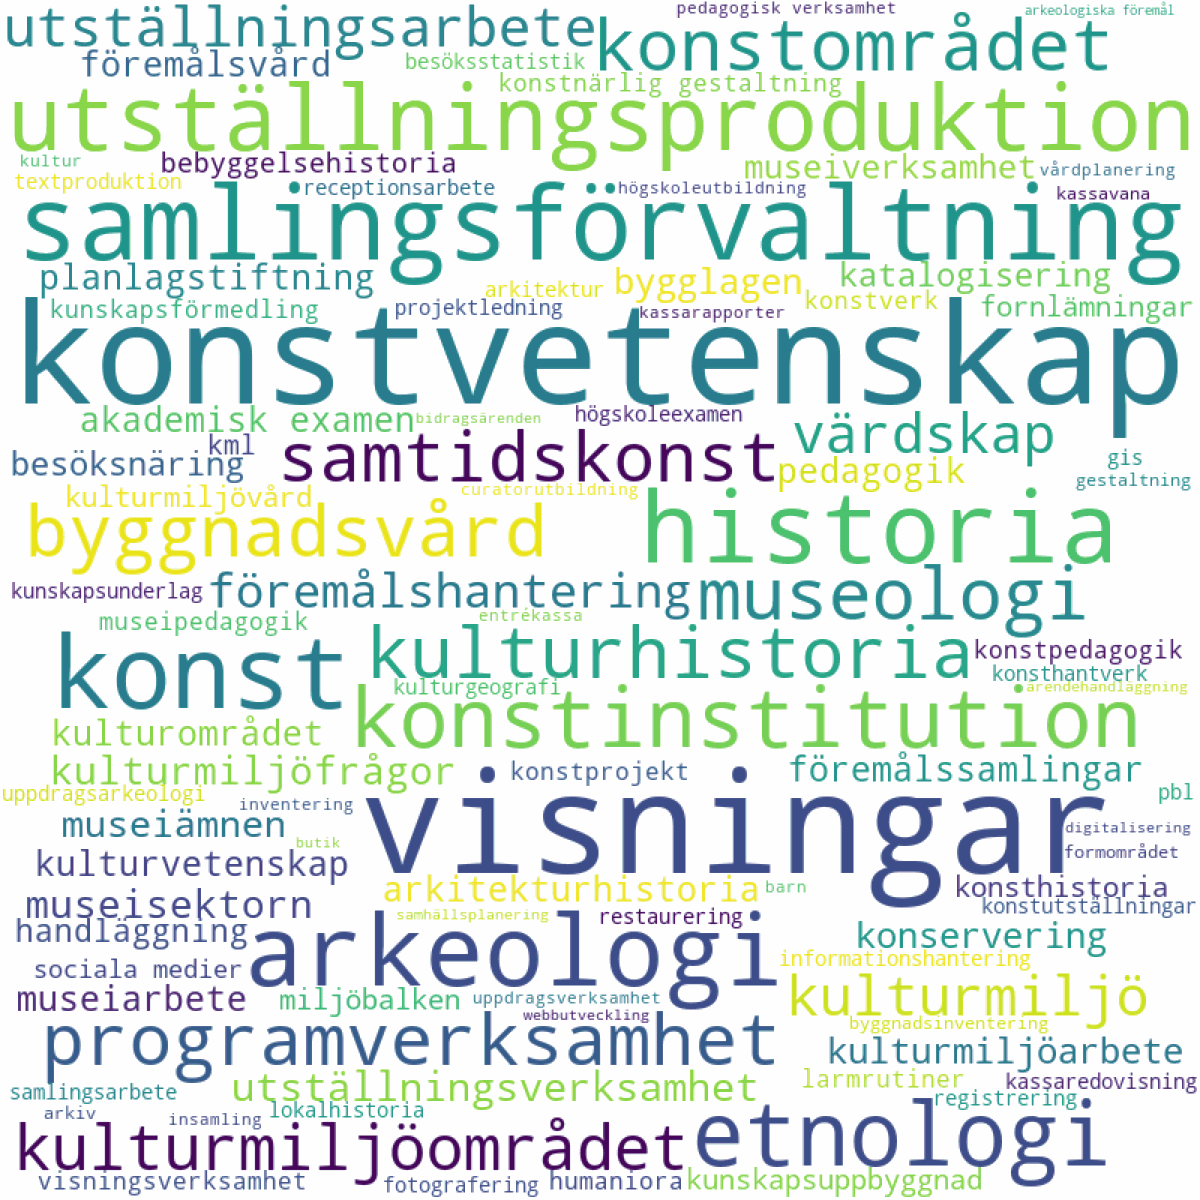 pedagogisk verksamhet
arkeologiska föremål
utställningsarbete
konstområdet
föremålsvård
besöksstatistik
konstnärlig gestaltning
utställningsproduktion
kultur
bebyggelsehistoria
museiverksamhet
vårdplanering
textproduktion
receptionsarbete
högskoleutbildning
kassavana
samlingsförvaltning
planlagstiftning
arkitektur
bygglagen
katalogisering
kunskapsförmedling
projektledning
kassarapporter
konstverk
fornlämningar
konstvetenskap
akademisk examen
bidragsärenden
högskoleexamen
värdskap
kml
samtidskonst
besöksnäring
pedagogik
gis
gestaltning
kulturmiljövård
curatorutbildning
historia
byggnadsvård
kunskapsunderlag
föremålshantering
museologi
museipedagogik
entrékassa
konst
kulturhistoria
konstpedagogik
konsthantverk
kulturgeografi
ärendehandläggning
konstinstitution
kulturområdet
kulturmiljöfrågor
konstprojekt
föremålssamlingar
uppdragsarkeologi
inventering
visningar
pbl
museiämnen
butik
digitalisering
formområdet
kulturvetenskap
arkitekturhistoria
barn
konsthistoria
museisektorn
samhällsplanering
restaurering
konstutställningar
handläggning
arkeologi
konservering
sociala medier
informationshantering
museiarbete
miljöbalken
uppdragsverksamhet
kulturmiljö
webbutveckling
programverksamhet
byggnadsinventering
kulturmiljöarbete
samlingsarbete
utställningsverksamhet
larmrutiner
kassaredovisning
registrering
arkiv
insamling
lokalhistoria
kulturmiljöområdet
etnologi
visningsverksamhet
fotografering
humaniora
kunskapsuppbyggnad